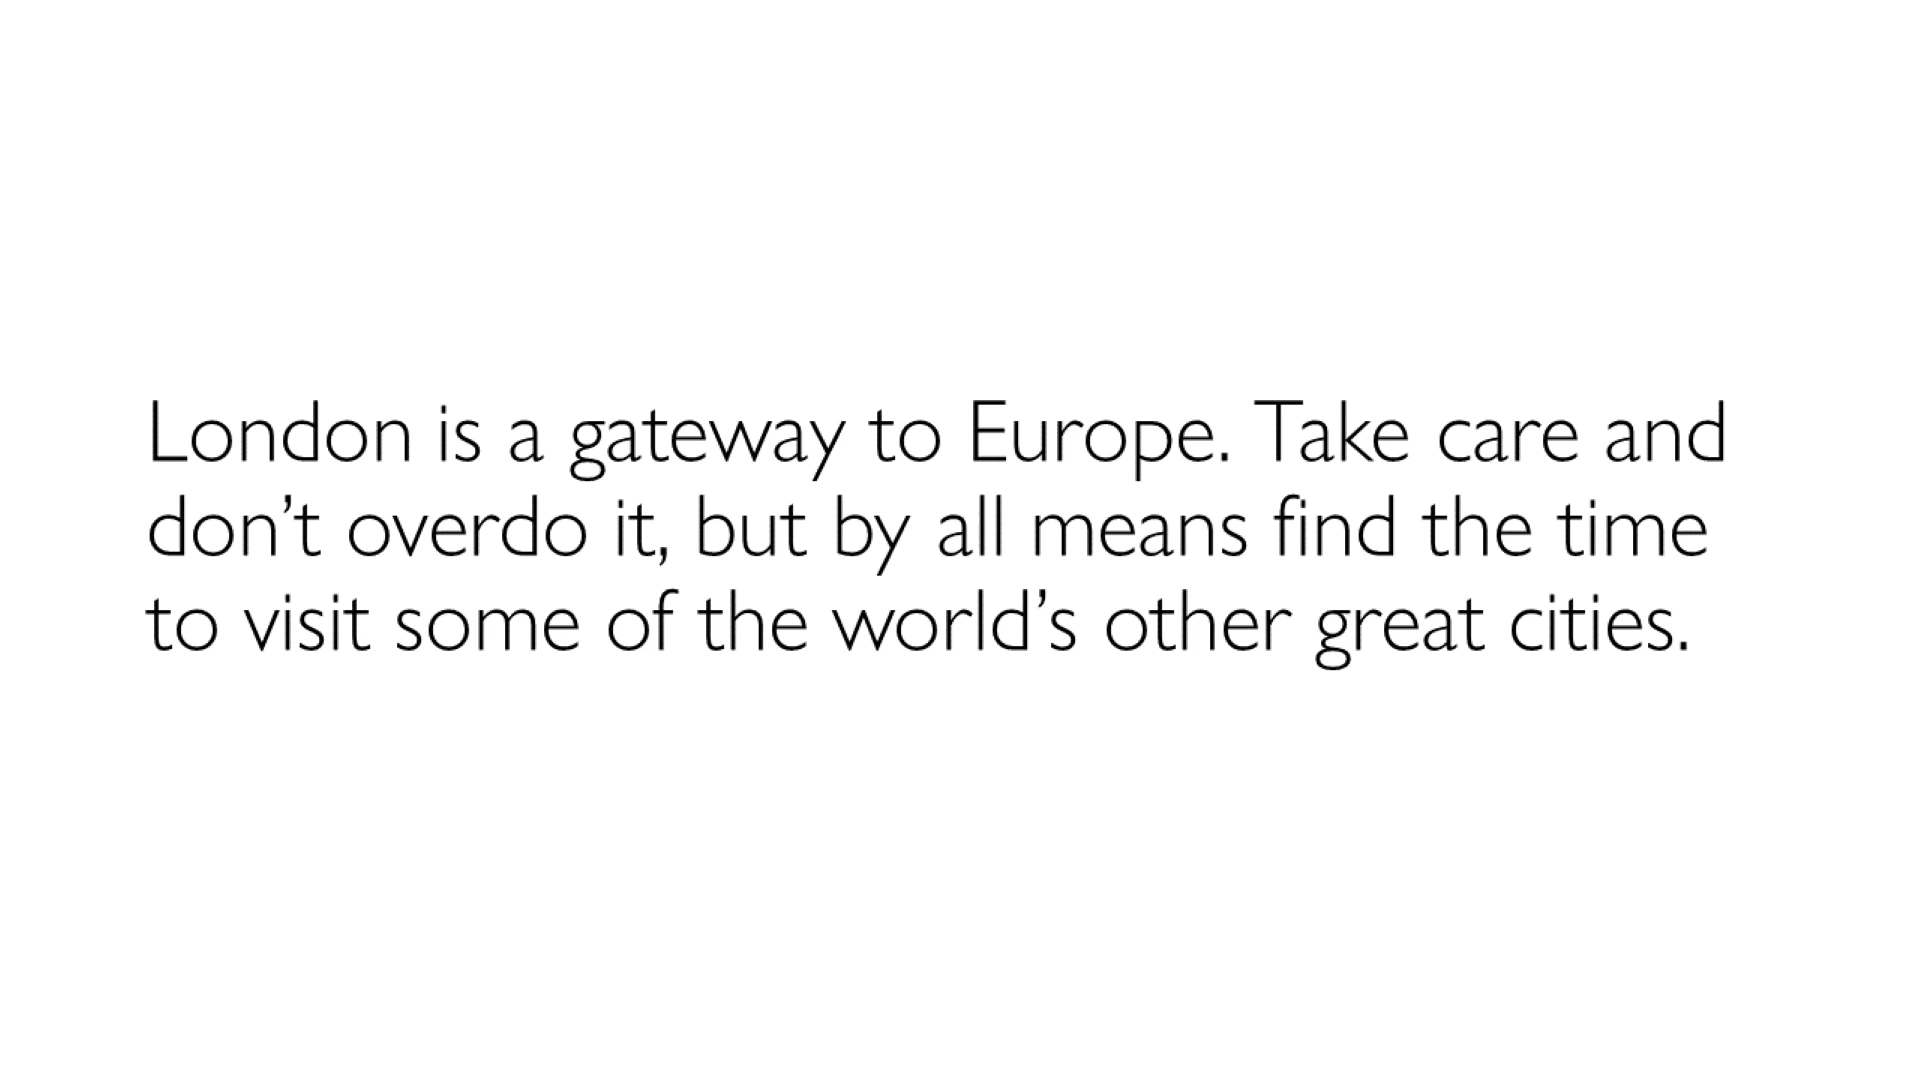 London is a gateway to Europe. Take care and
don’t overdo it, but by all means find the time
to visit some of the world’s other great cities.